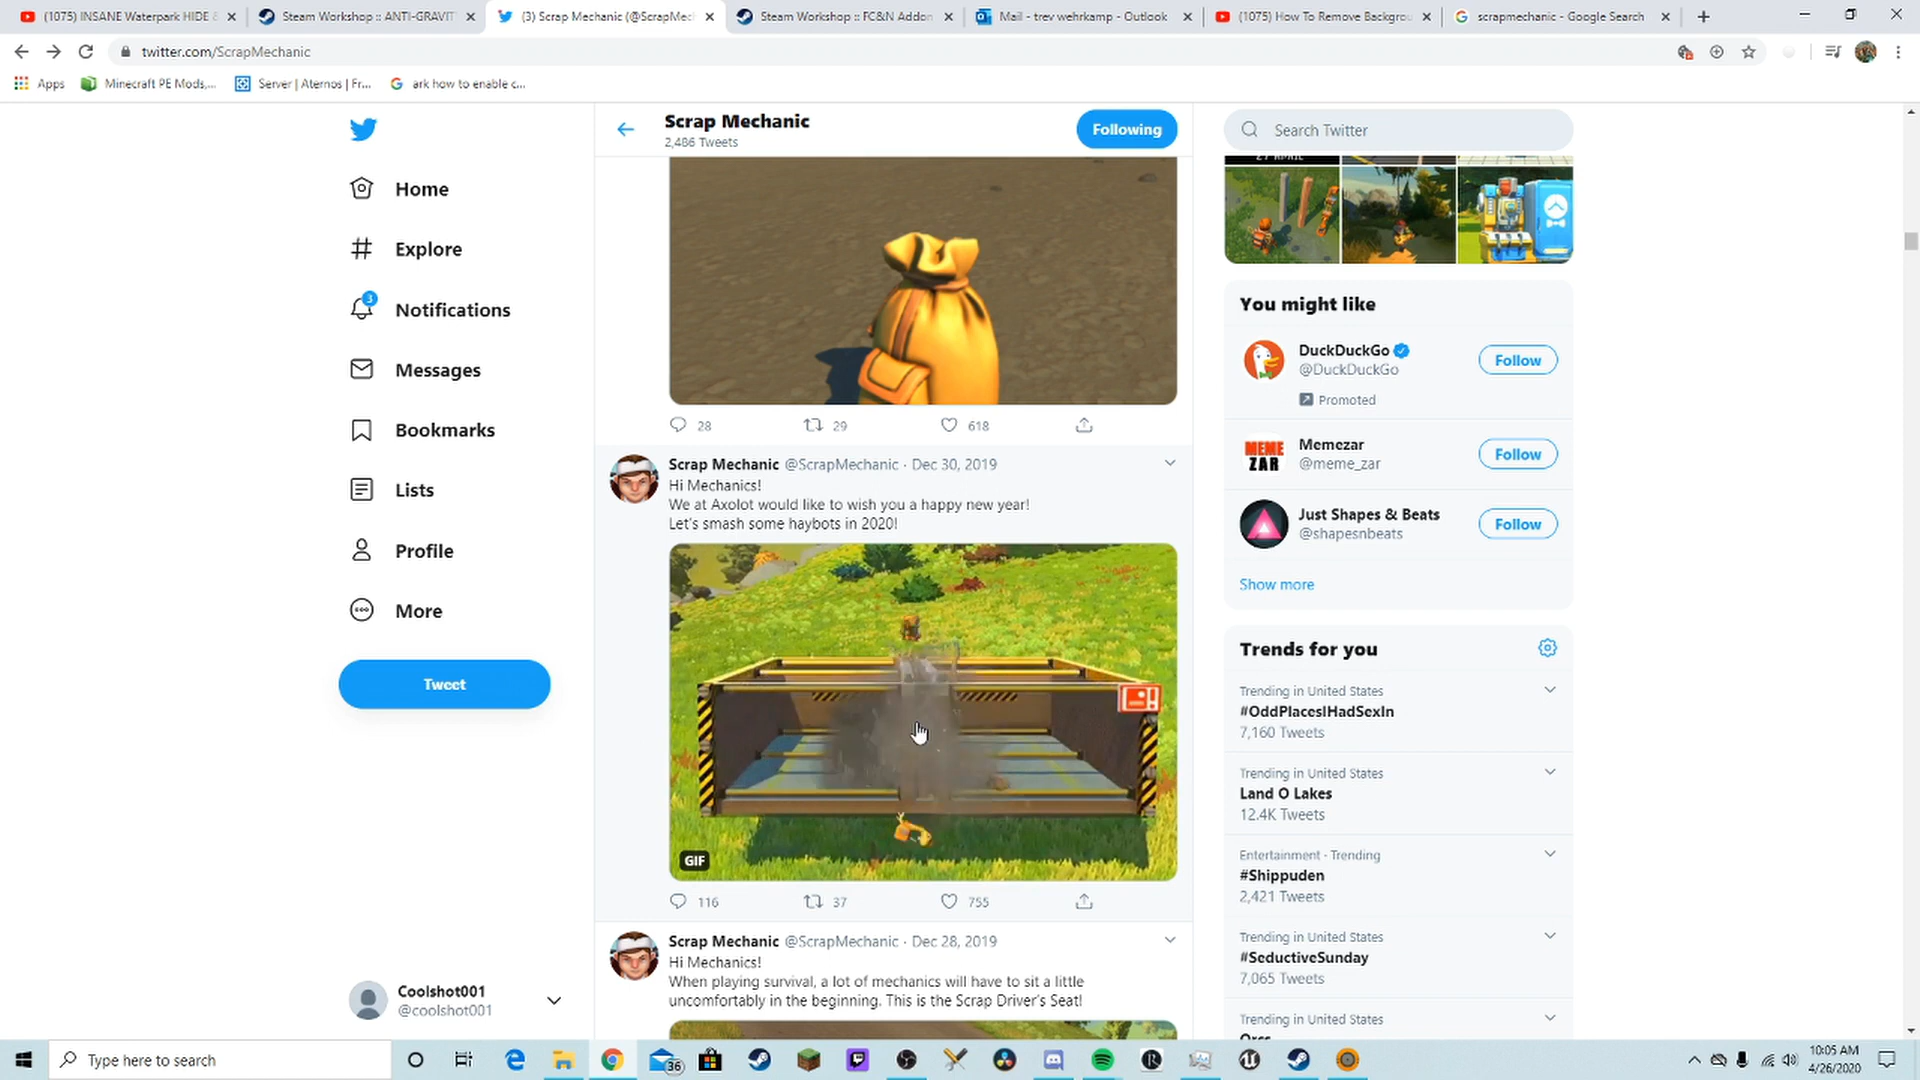 (1075) INSANE Waterpark HIDE &
Steam Workshop :: ANTI-GRAVIT
(3) Scrap Mechanic (@ScrapMec
Steam Workshop :: FC&N Addon
Mail - trev wehrkamp - Outlook
(1075) How To Remove Backgrou
scrapmechanic - Google Search
twitter.com/ScrapMechanic
Apps
Minecraft PE Mods,...
Server | Aternos | Fr...
ark how to enable c...
Scrap Mechanic
2,486 Tweets
Following
Search Twitter
Home
Explore
3
Notifications
Messages
Bookmarks
Lists
Profile
More
Tweet
Coolshot001
@coolshot001
28
29
618
Scrap Mechanic @ScrapMechanic · Dec 30, 2019
Hi Mechanics!
We at Axolot would like to wish you a happy new year!
Let's smash some haybots in 2020!
GIF
116
37
755
Scrap Mechanic @ScrapMechanic · Dec 28, 2019
Hi Mechanics!
When playing survival, a lot of mechanics will have to sit a little
uncomfortably in the beginning. This is the Scrap Driver's Seat!
27 APRIL
You might like
DuckDuckGo
@DuckDuckGo
Follow
Promoted
MEME
ZAR
Memezar
@meme_zar
Follow
Just Shapes & Beats
@shapesnbeats
Follow
Show more
Trends for you
Trending in United States
#OddPlacesIHadSexIn
7,160 Tweets
Trending in United States
Land O Lakes
12.4K Tweets
Entertainment · Trending
#Shippuden
2,421 Tweets
Trending in United States
#SeductiveSunday
7,065 Tweets
Trending in United States
Orcs
Type here to search
36
10:05 AM
4/26/2020